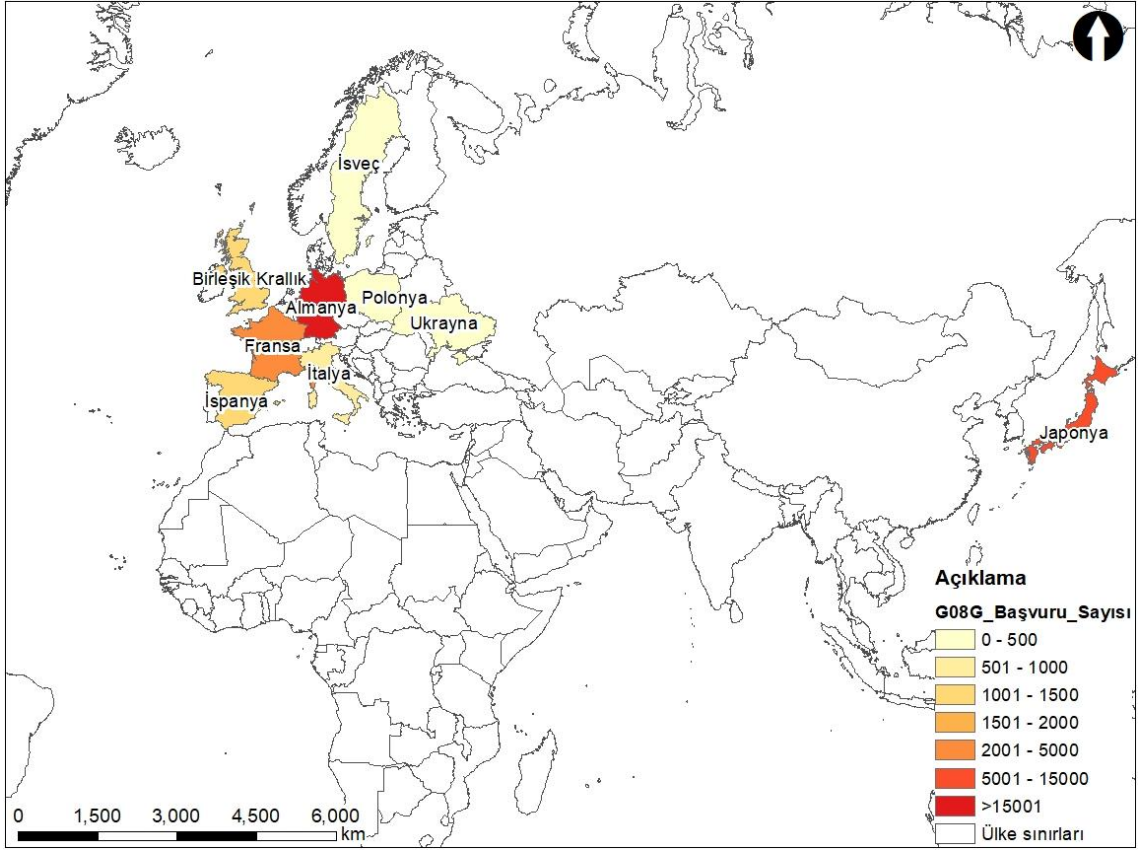 İsveç
Birleşik Krallık
Almanya
Polonya
Ukrayna
Fransa
İtalya
İspanya
Japonya
Açıklama
G08G_Başvuru_Sayısı
0 - 500
501 - 1000
1001 - 1500
1501 - 2000
2001 - 5000
5001 - 15000
>15001
Ülke sınırları
0 1,500 3,000 4,500 6,000
km